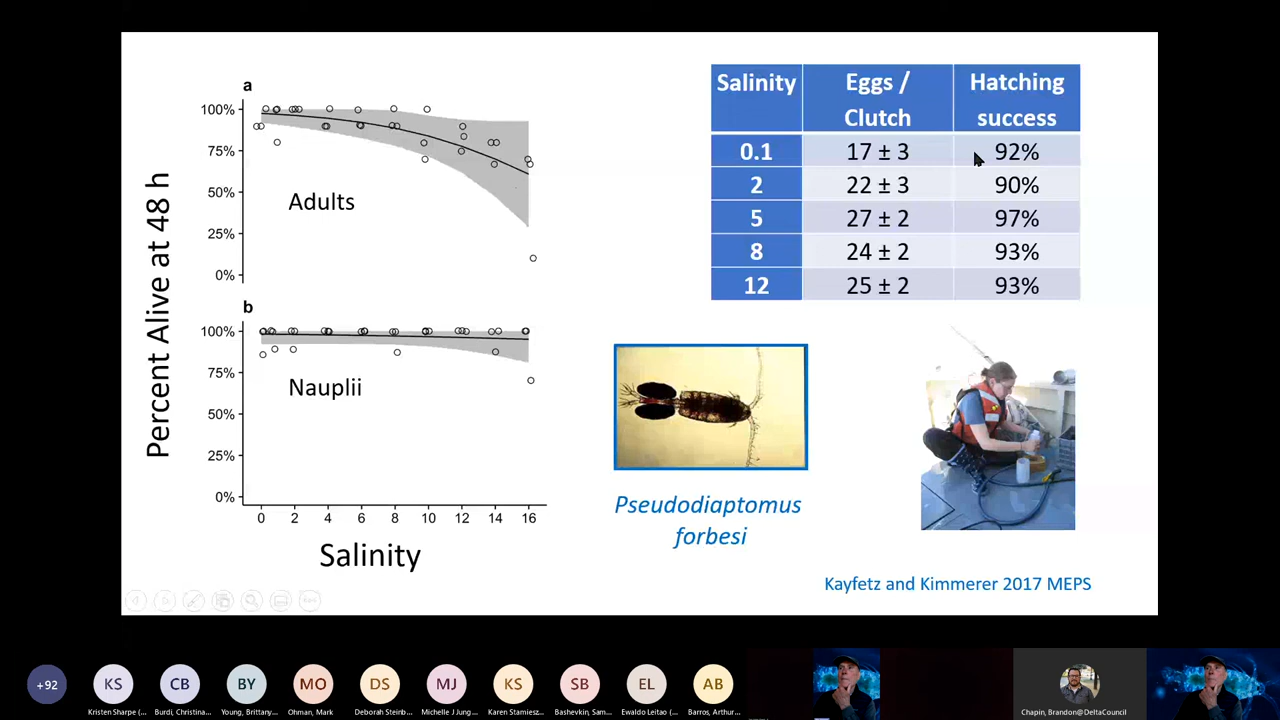 a
100%
75%
50%
25%
0%
Adults
b
100%
75%
50%
25%
0%
Nauplii
Percent Alive at 48 h
0 2 4 6 8 10 12 14 16
Salinity
Salinity Eggs / Clutch Hatching success
0.1 17 ± 3 92%
2 22 ± 3 90%
5 27 ± 2 97%
8 24 ± 2 93%
12 25 ± 2 93%
Pseudodiaptomus
forbesi
Kayfetz and Kimmerer 2017 MEPS
+92 KS CB BY MO DS MJ KS SB EL AB
Kristen Sharpe (... Burdi, Christina... Young, Brittany... Ohman, Mark Deborah Steinb... Michelle J Jung... Karen Stamiesz... Bashevkin, Sam... Ewaldo Leitao (... Barros, Arthur... Chapin, Brandon@DeltaCouncil